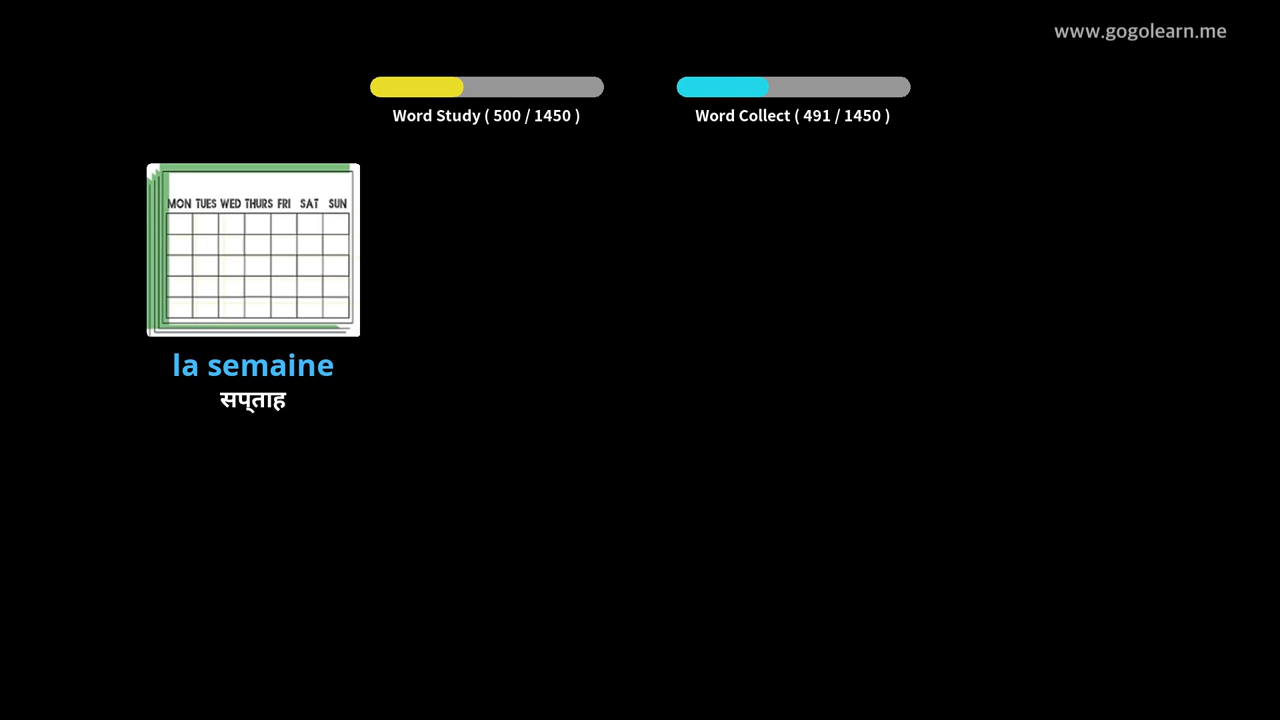 www.gogolearn.me
Word Study ( 500 / 1450 )
Word Collect ( 491 / 1450 )
MON TUES WED THURS FRI SAT SUN
la semaine
सप्ताह